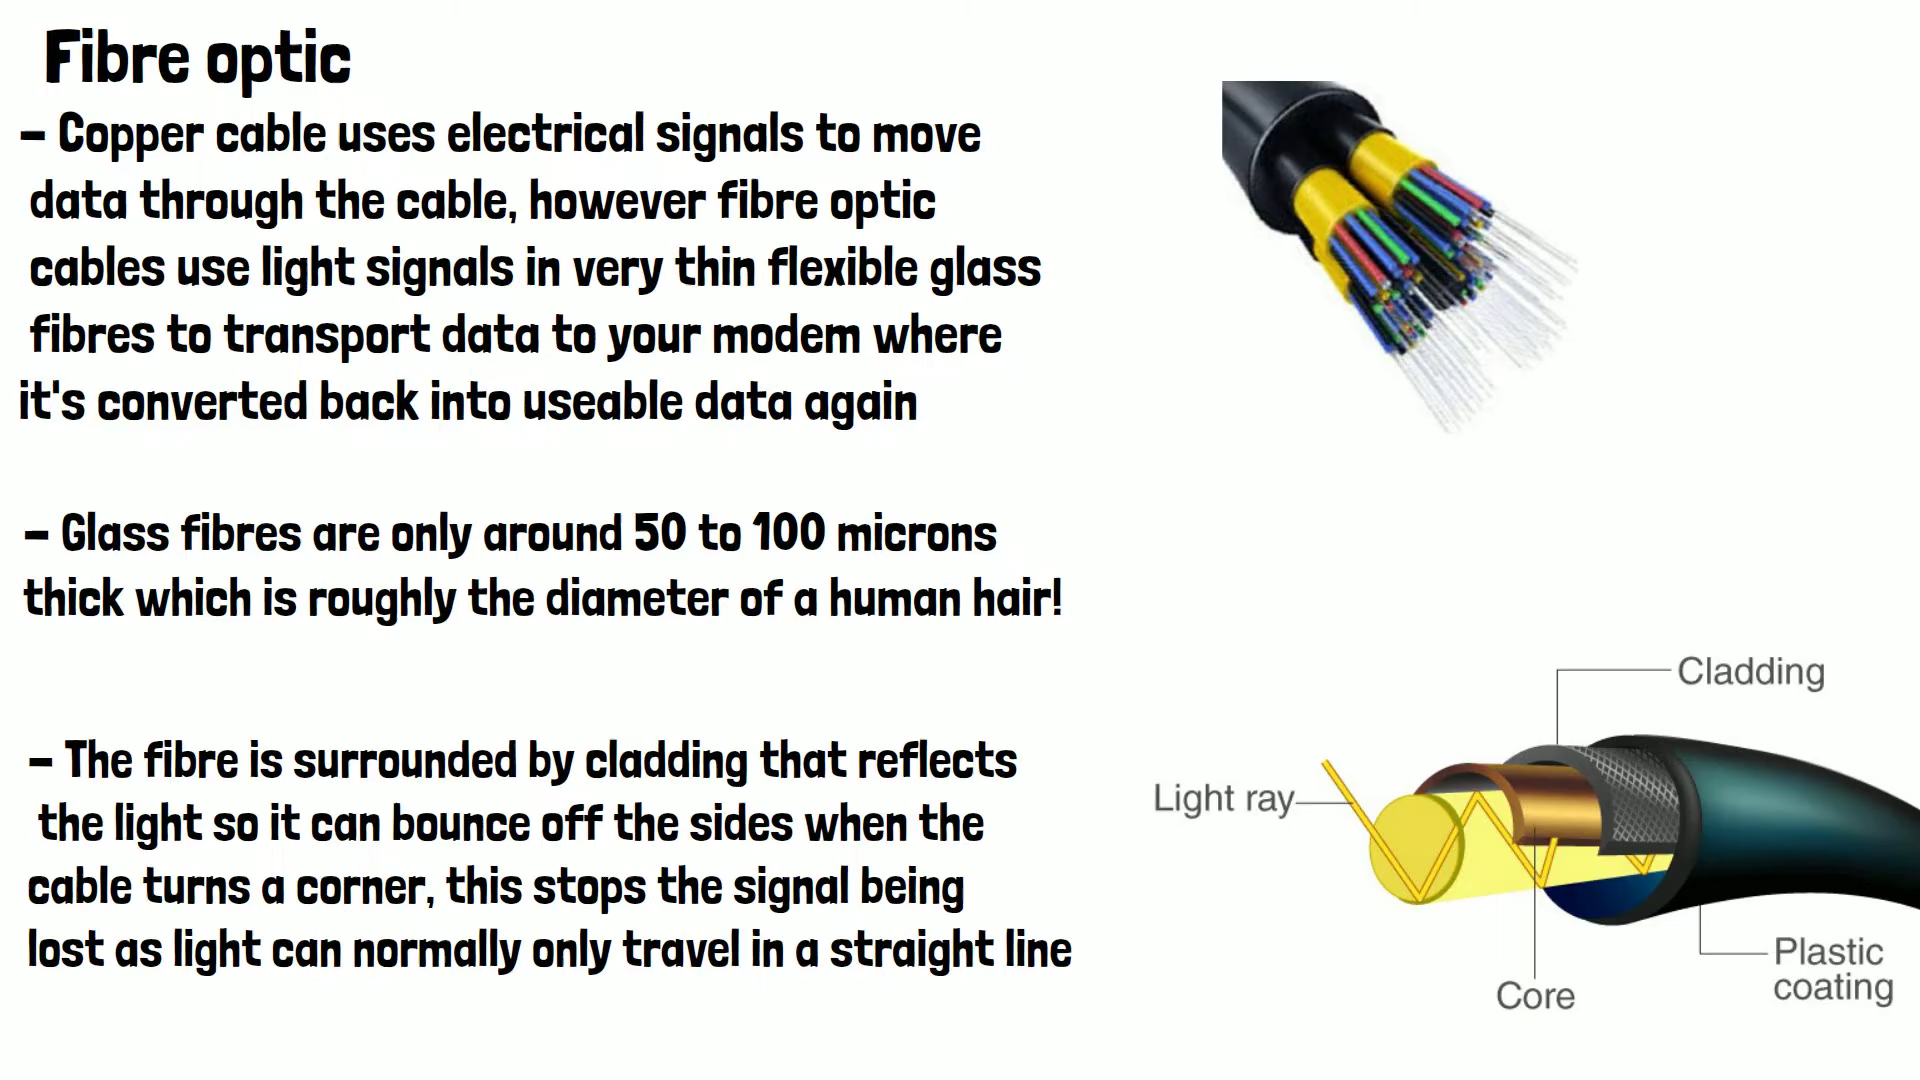 Fibre optic
– Copper cable uses electrical signals to move
data through the cable, however fibre optic
cables use light signals in very thin flexible glass
fibres to transport data to your modem where
it's converted back into useable data again
– Glass fibres are only around 50 to 100 microns
thick which is roughly the diameter of a human hair!
– The fibre is surrounded by cladding that reflects
the light so it can bounce off the sides when the
cable turns a corner, this stops the signal being
lost as light can normally only travel in a straight line
Cladding
Light ray
Plastic
coating
Core